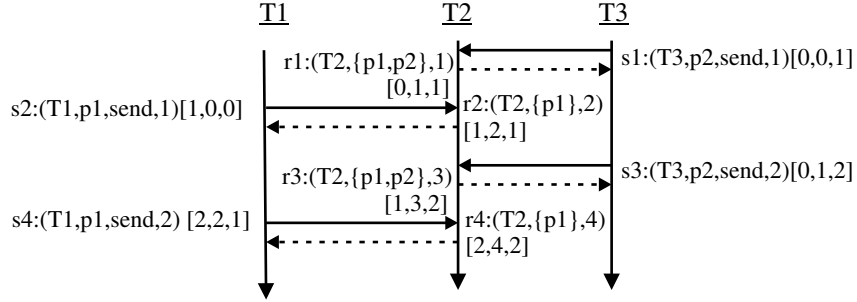 T1 T2 T3
s1:(T3,p2,send,1)[0,0,1]
r1:(T2,{p1,p2},1)
[0,1,1]
s2:(T1,p1,send,1)[1,0,0]
r2:(T2,{p1},2)
[1,2,1]
s3:(T3,p2,send,2)[0,1,2]
r3:(T2,{p1,p2},3)
[1,3,2]
s4:(T1,p1,send,2) [2,2,1]
r4:(T2,{p1},4)
[2,4,2]